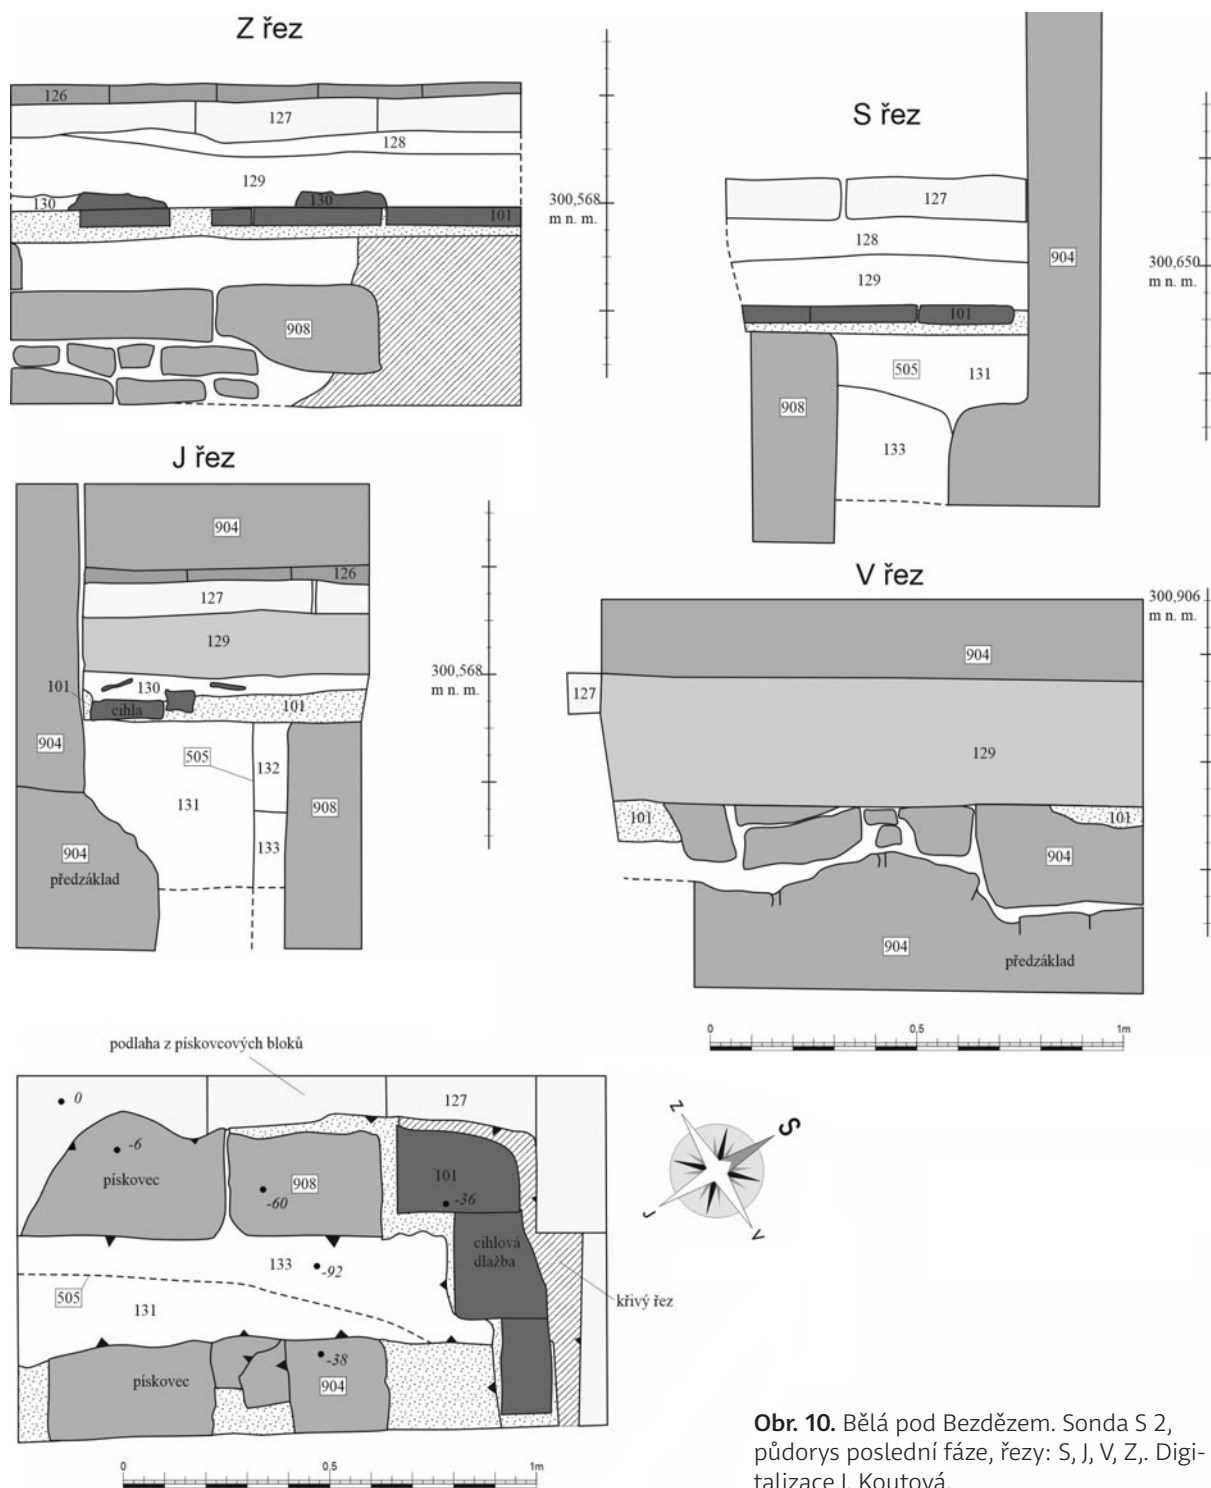 Z řez
126
127
128
129
130
130
101
908
300,568
m n. m.
S řez
127
128
904
129
101
505
131
908
133
300,650
m n. m.
J řez
904
126
127
129
130
101
cihla
101
904
505
132
131
908
133
904
předzáklad
300,568
m n. m.
V řez
300,906
m n. m.
904
127
129
101
101
904
904
předzáklad
0 0,5 1m
podlaha z pískovcových bloků
0
127
-6
pískovec
908
-60
101
-36
cihlová
dlažba
133
-92
505
131
křivý řez
pískovec
-38
904
0 0,5 1m
Z
S
J
V
Obr. 10. Bělá pod Bezdězem. Sonda S 2,
půdorys poslední fáze, řezy: S, J, V, Z,. Digi-
talizace J. Koutová.